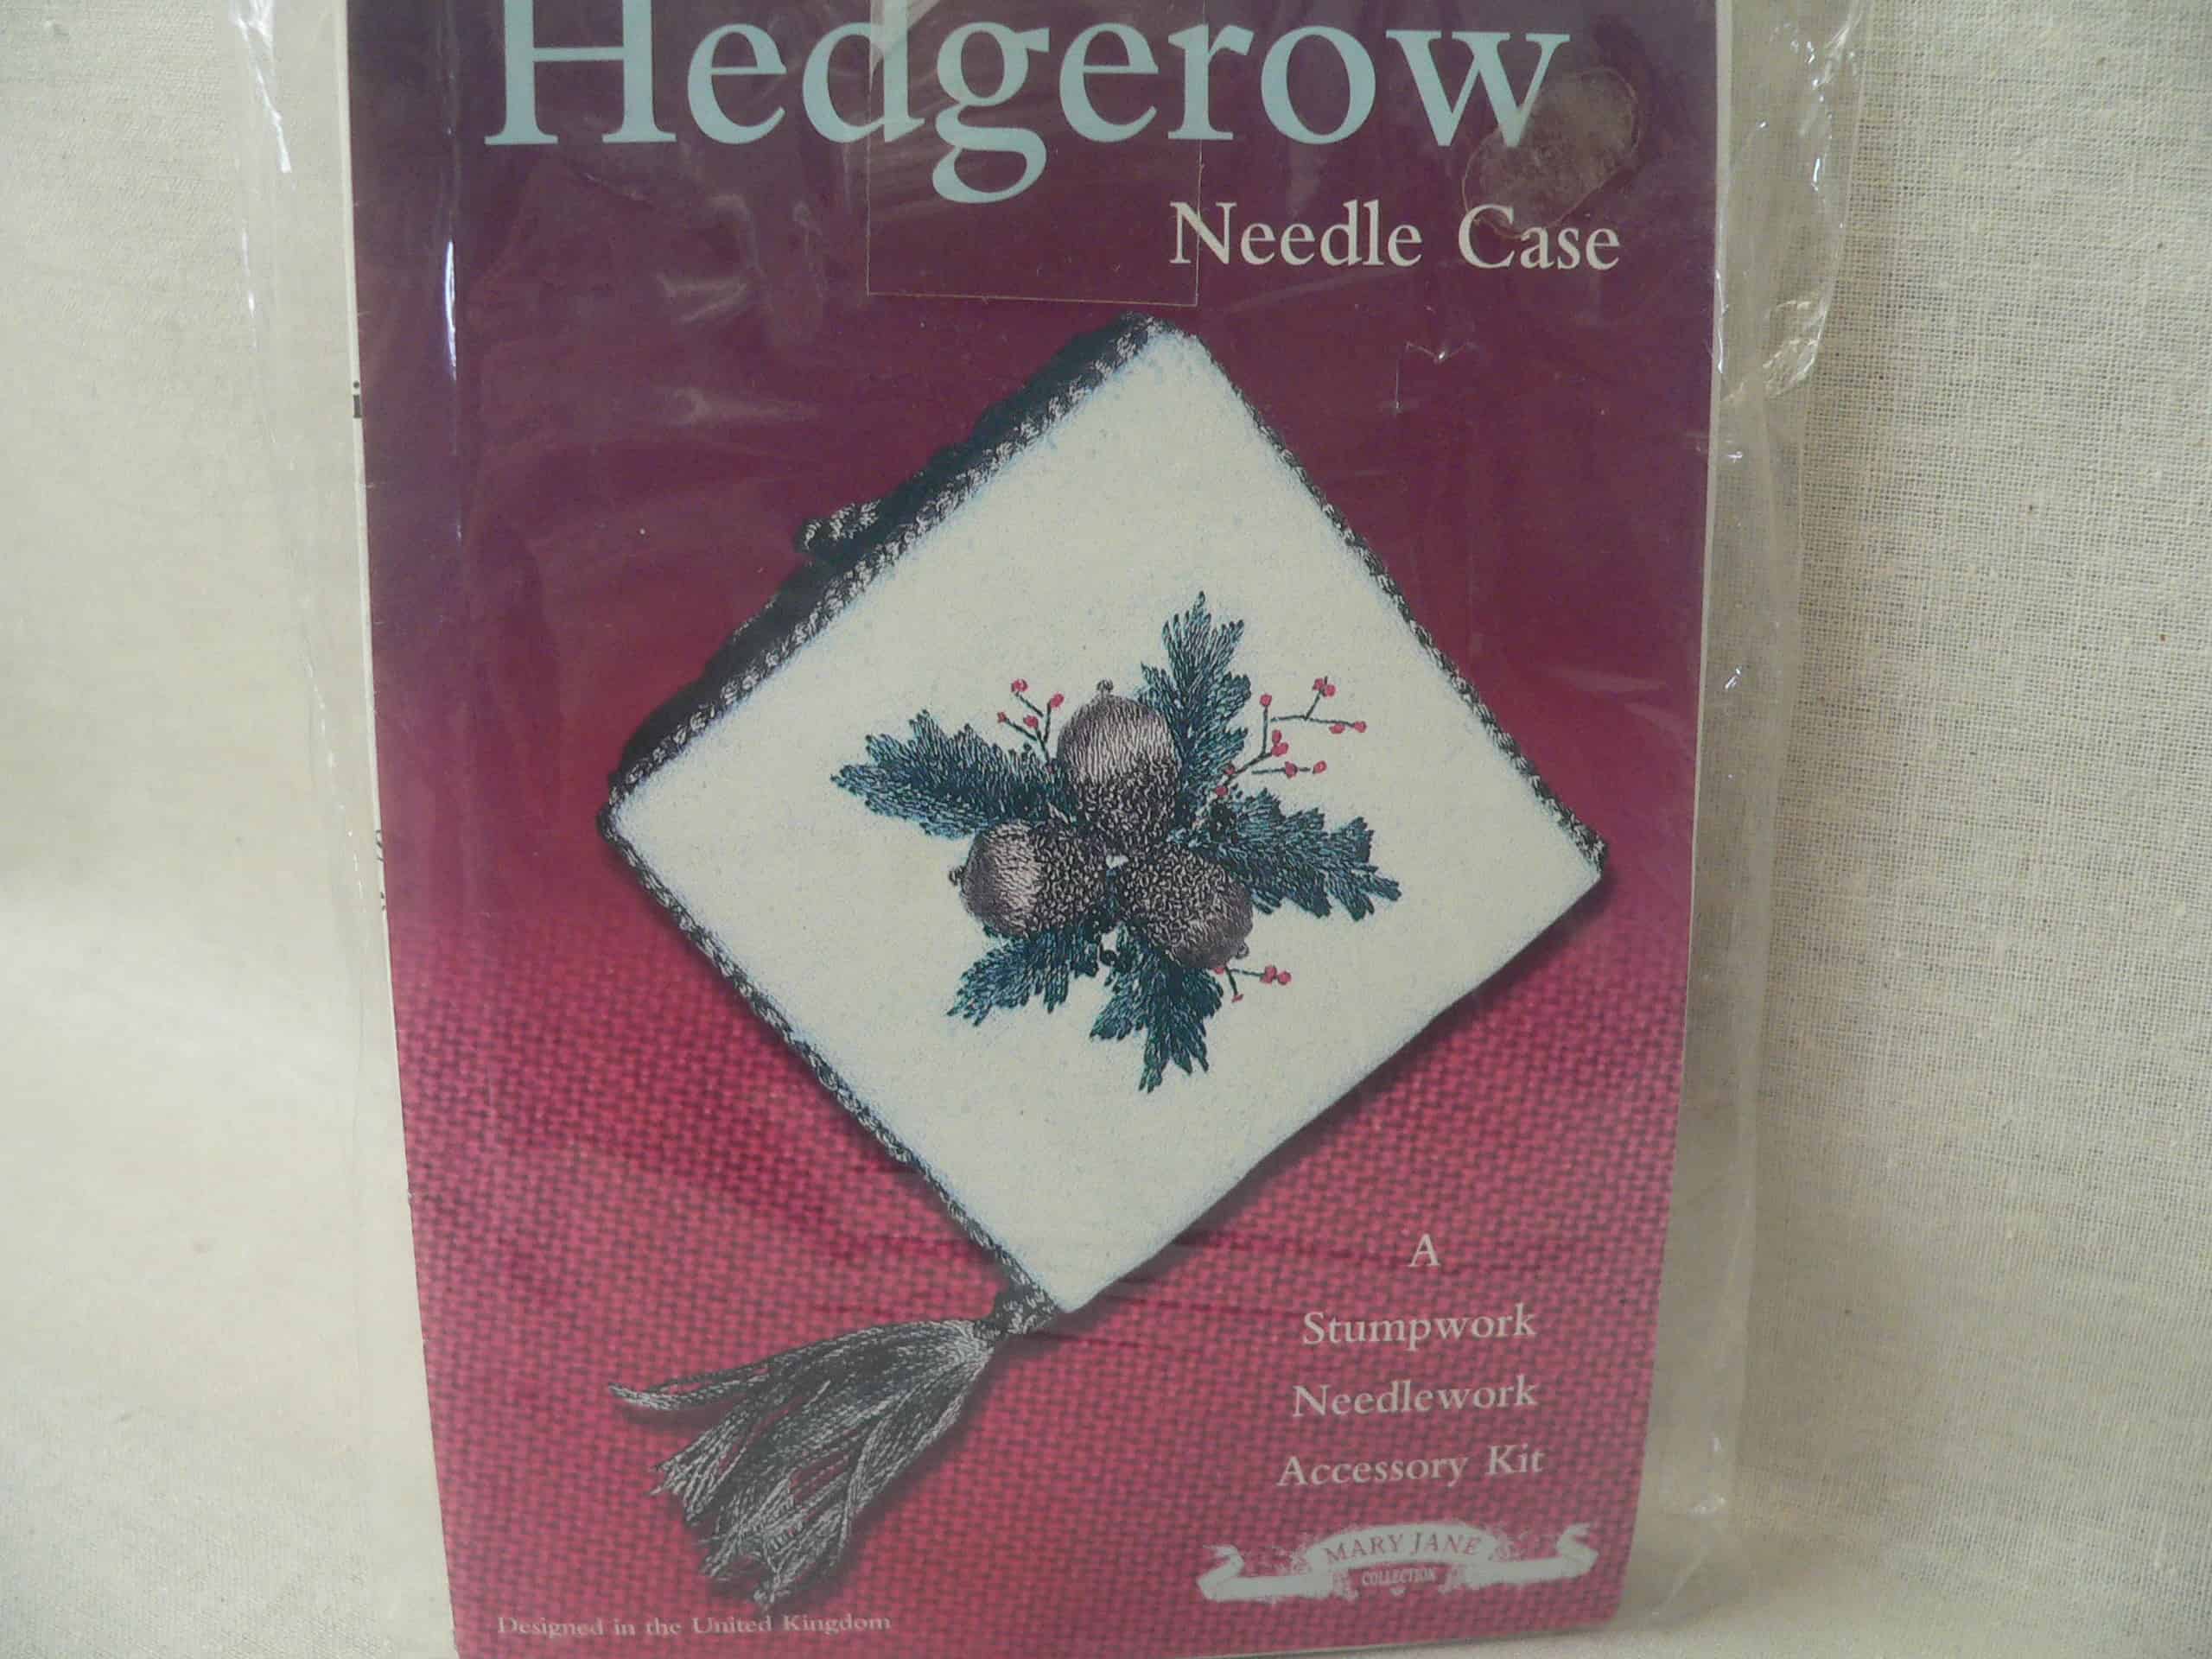 Hedgerow
Needle Case
A
Stumpwork
Needlework
Accessory Kit
MARY JANE
COLLECTION
Designed in the United Kingdom